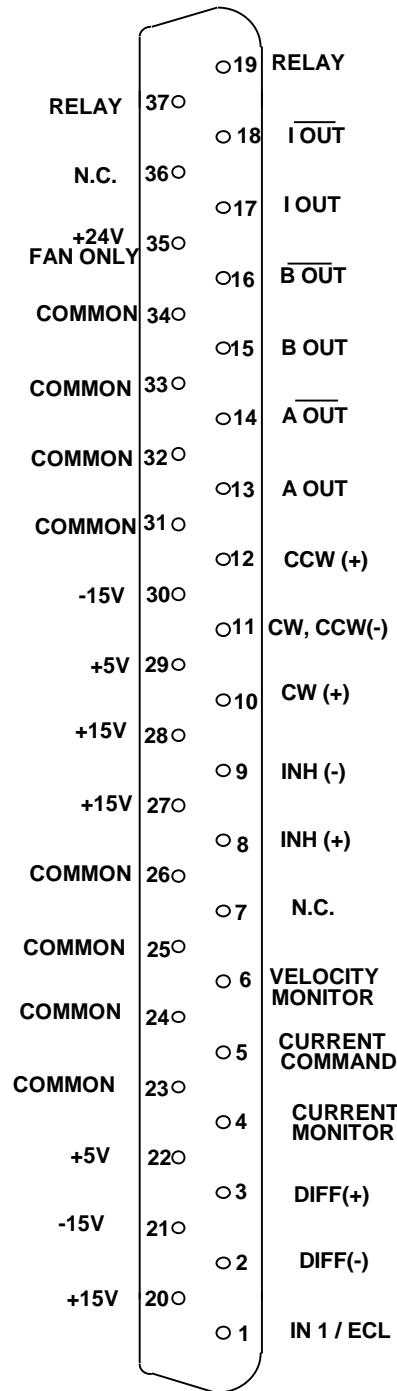 19 RELAY
RELAY 37
18 I OUT
N.C. 36
17 I OUT
+24V
FAN ONLY 35
16 B OUT
COMMON 34
15 B OUT
COMMON 33
14 A OUT
COMMON 32
13 A OUT
COMMON 31
12 CCW (+)
-15V 30
11 CW, CCW(-)
+5V 29
10 CW (+)
+15V 28
9 INH (-)
+15V 27
8 INH (+)
COMMON 26
7 N.C.
COMMON 25
6 VELOCITY
MONITOR
COMMON 24
5 CURRENT
COMMAND
COMMON 23
4 CURRENT
MONITOR
+5V 22
3 DIFF(+)
-15V 21
2 DIFF(-)
+15V 20
1 IN 1 / ECL